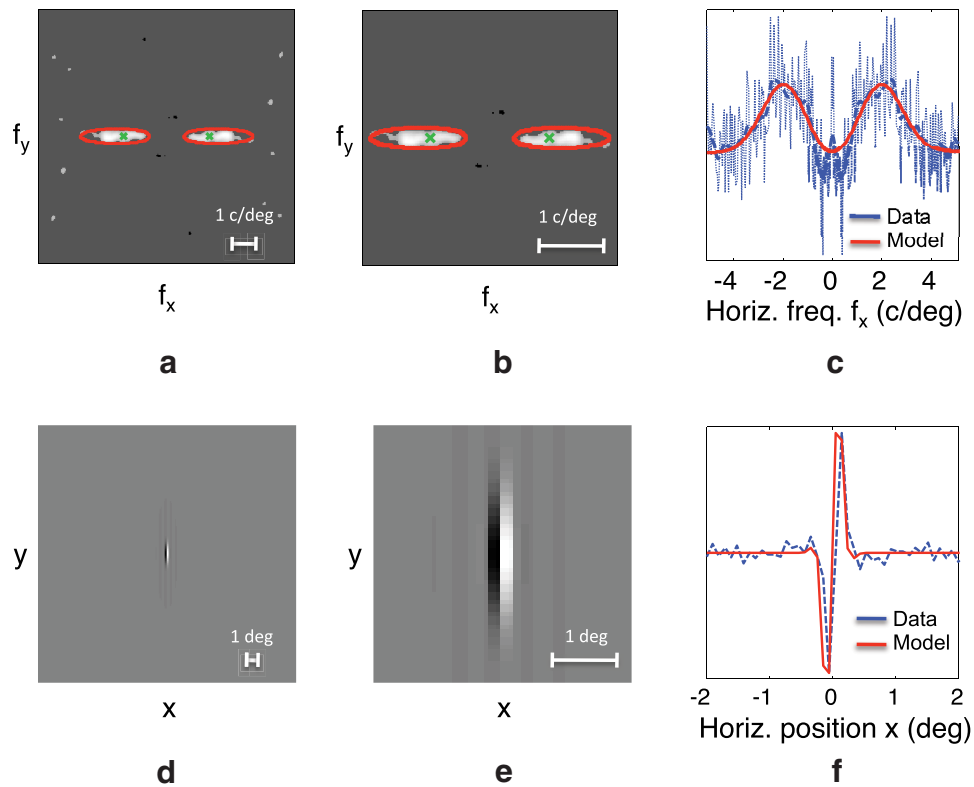 f_y
1 c/deg
f_x
a
f_y
1 c/deg
f_x
b
Data
Model
-4 -2 0 2 4
Horiz. freq. f_x (c/deg)
c
y
1 deg
x
d
y
1 deg
x
e
Data
Model
-2 -1 0 1 2
Horiz. position x (deg)
f